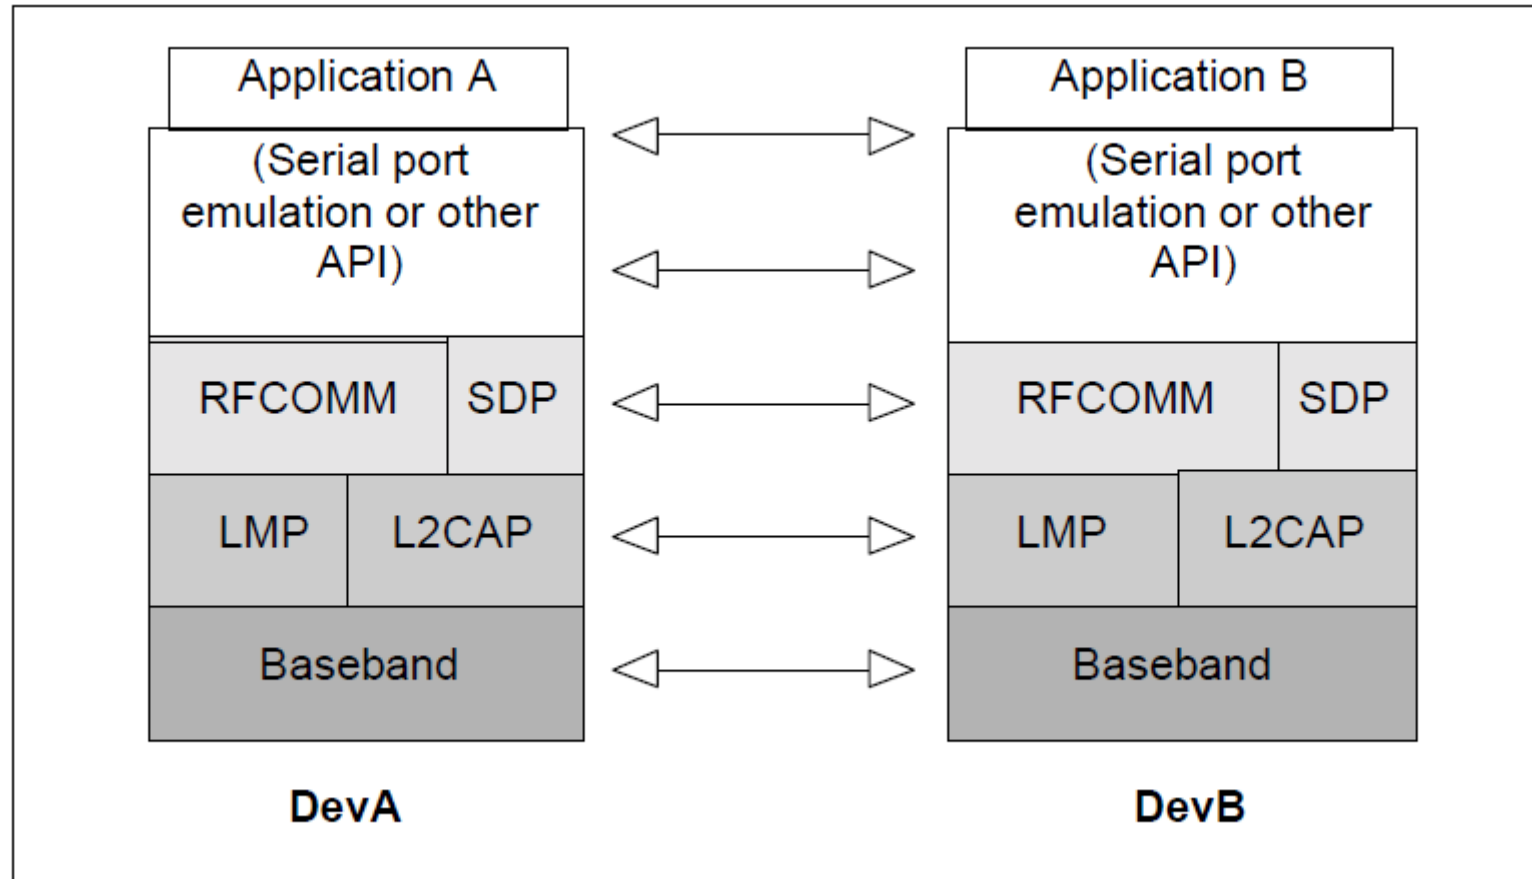 Application A
(Serial port
emulation or other
API)
RFCOMM
SDP
LMP
L2CAP
Baseband
DevA
Application B
(Serial port
emulation or other
API)
RFCOMM
SDP
LMP
L2CAP
Baseband
DevB